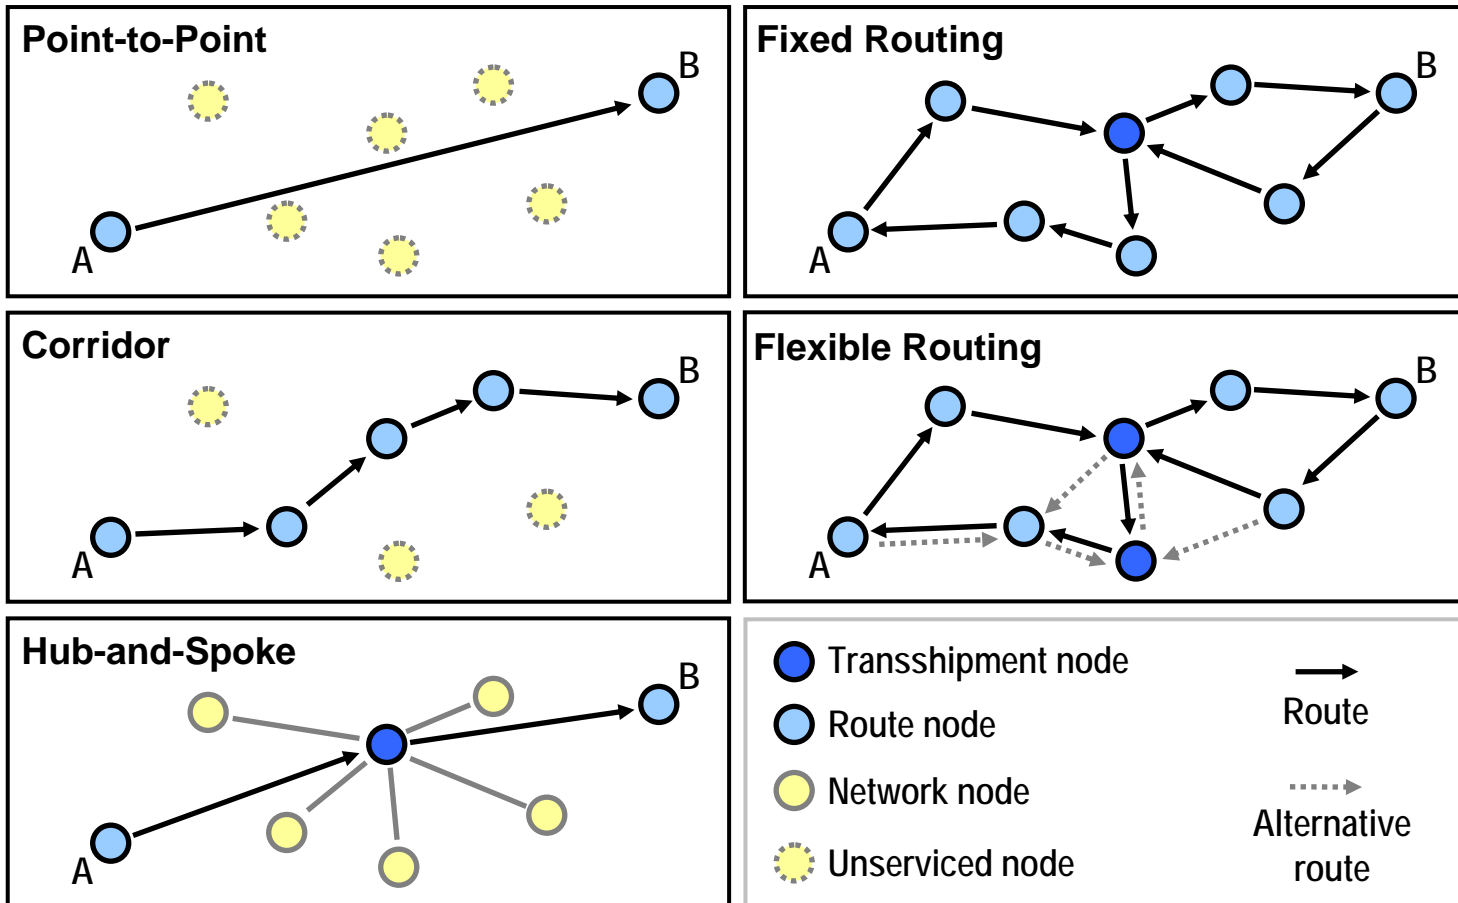 Point-to-Point
B
A
Fixed Routing
B
A
Corridor
B
A
Flexible Routing
B
A
Hub-and-Spoke
B
A
Transshipment node
Route node
Network node
Unserviced node
Route
Alternative
route